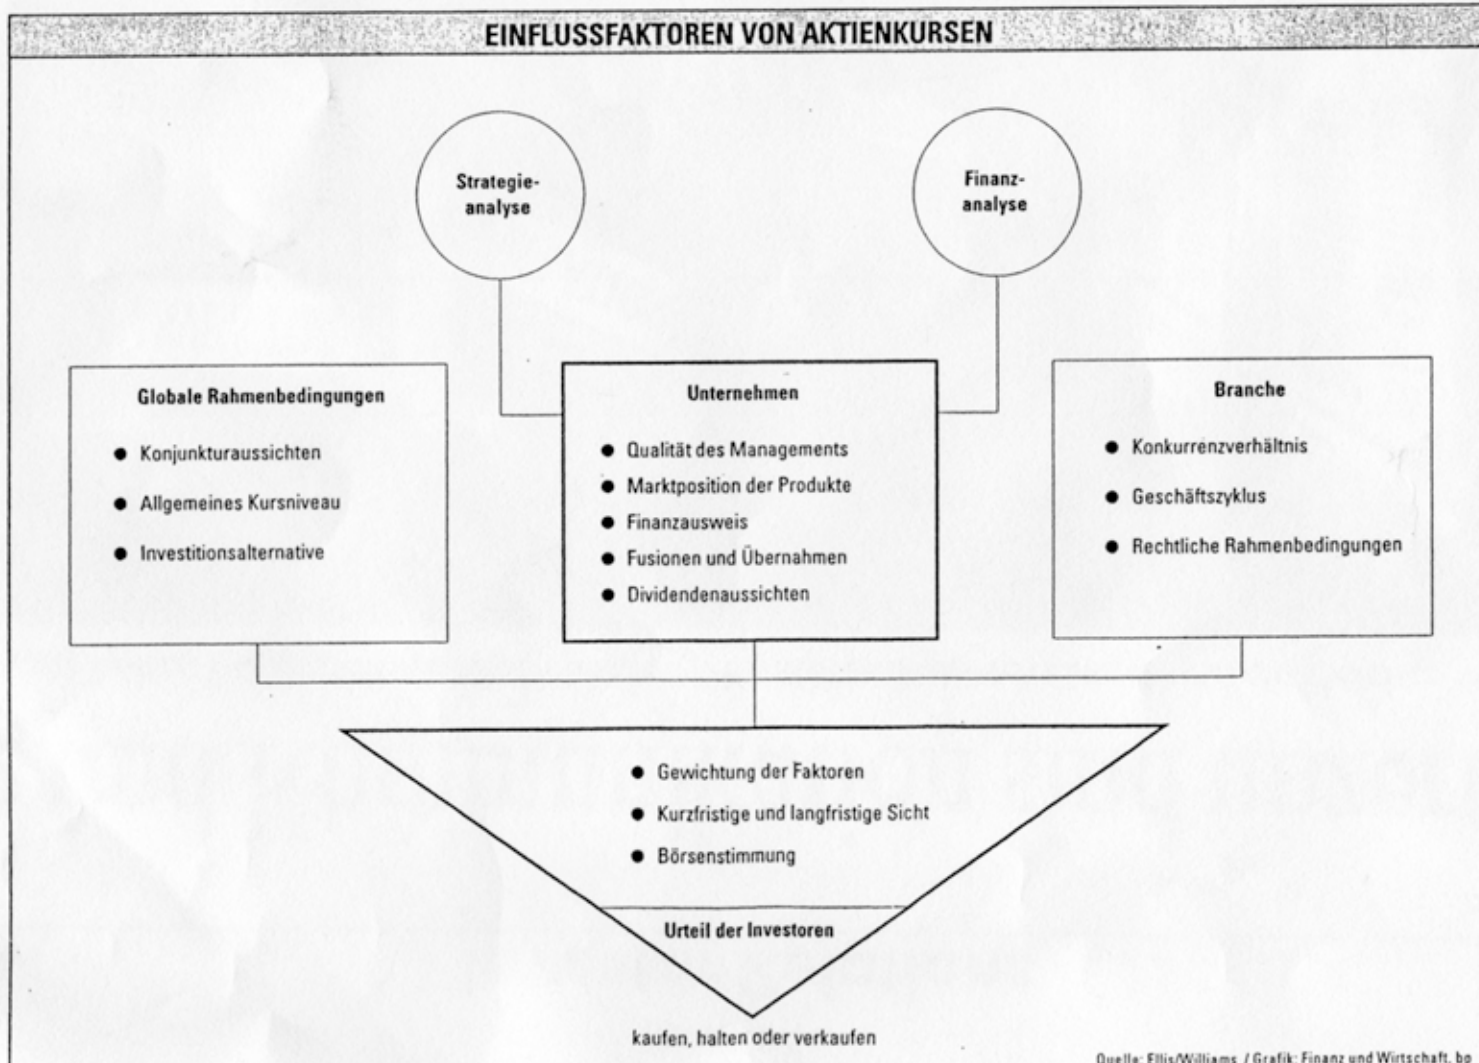 EINFLUSSFAKTOREN VON AKTIENKURSEN
Strategie-
analyse
Finanz-
analyse
Globale Rahmenbedingungen
● Konjunkturaussichten
● Allgemeines Kursniveau
● Investitionsalternative
Unternehmen
● Qualität des Managements
● Marktposition der Produkte
● Finanzausweis
● Fusionen und Übernahmen
● Dividendenaussichten
Branche
● Konkurrenzverhältnis
● Geschäftszyklus
● Rechtliche Rahmenbedingungen
● Gewichtung der Faktoren
● Kurzfristige und langfristige Sicht
● Börsenstimmung
Urteil der Investoren
kaufen, halten oder verkaufen
Quelle: Ellis/Williams / Grafik: Finanz und Wirtschaft, bg